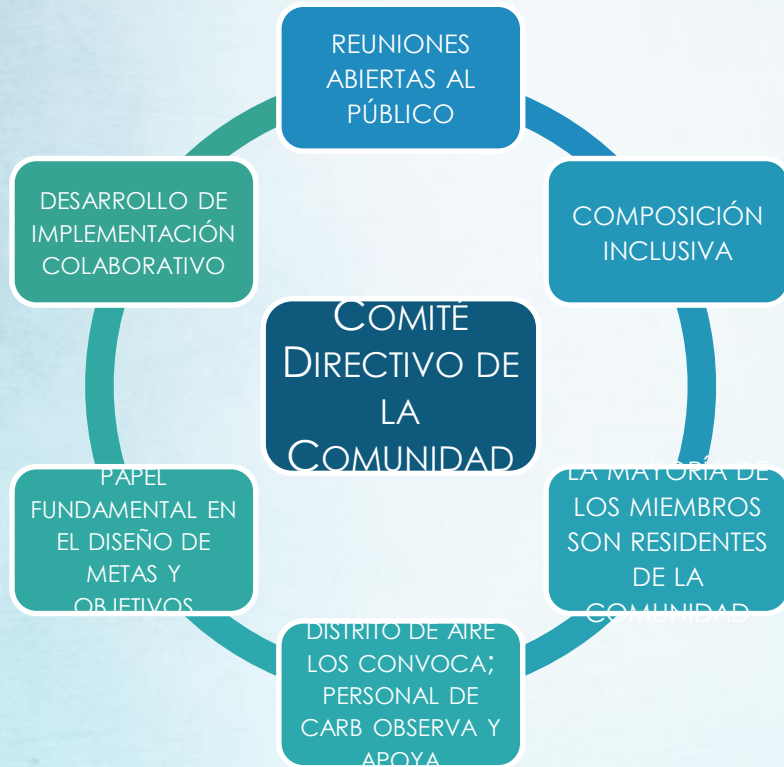 REUNIONES
ABIERTAS AL
PÚBLICO
COMPOSICIÓN
INCLUSIVA
LA MAYORÍA DE
LOS MIEMBROS
SON RESIDENTES
DE LA
COMUNIDAD
DISTRITO DE AIRE
LOS CONVOCA;
PERSONAL DE
CARB OBSERVA Y
APOYA
PAPEL
FUNDAMENTAL EN
EL DISEÑO DE
METAS Y
OBJETIVOS
DESARROLLO DE
IMPLEMENTACIÓN
COLABORATIVO
COMITÉ
DIRECTIVO DE
LA
COMUNIDAD